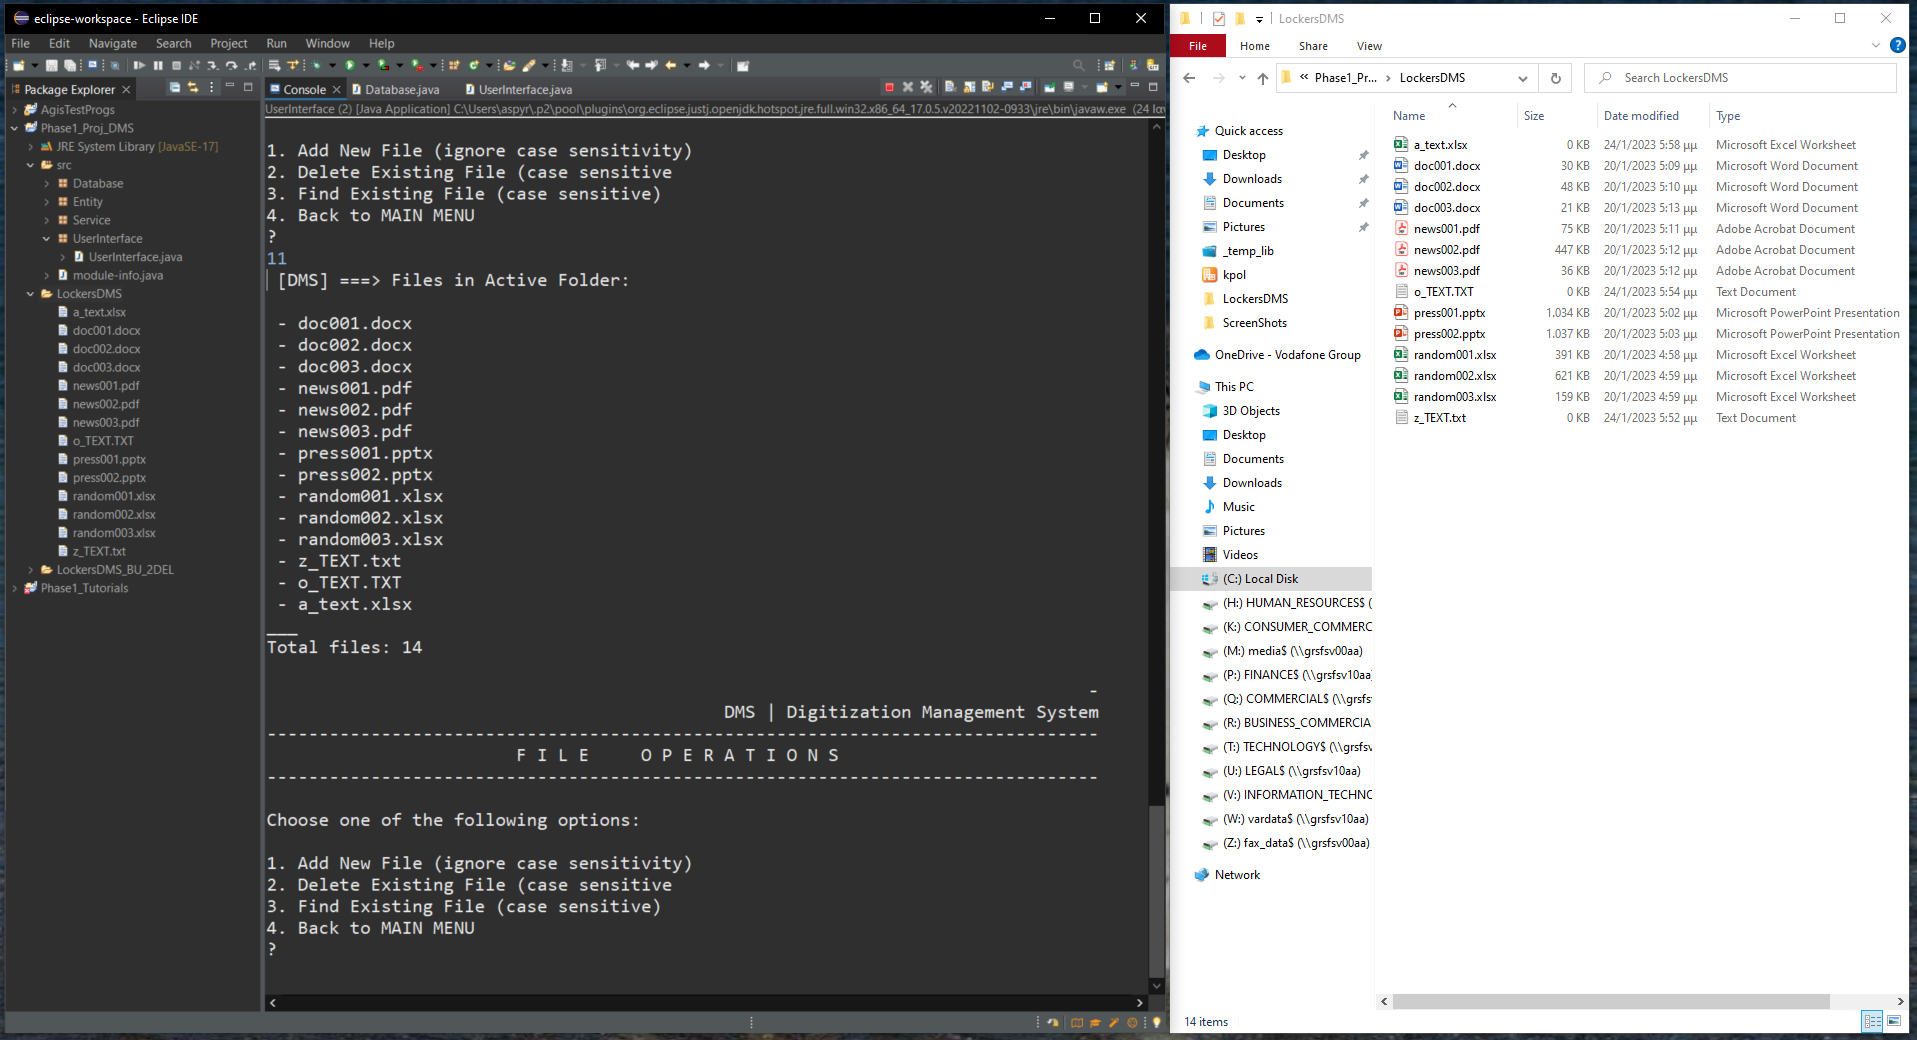 eclipse-workspace - Eclipse IDE
File Edit Navigate Search Project Run Window Help
Package Explorer
AgisTestProgs
Phase1_Proj_DMS
JRE System Library [JavaSE-17]
src
Database
Entity
Service
UserInterface
UserInterface.java
module-info.java
LockersDMS
a_text.xlsx
doc001.docx
doc002.docx
doc003.docx
news001.pdf
news002.pdf
news003.pdf
o_TEXT.TXT
press001.pptx
press002.pptx
random001.xlsx
random002.xlsx
random003.xlsx
z_TEXT.txt
LockersDMS_BU_2DEL
Phase1_Tutorials
Console Database.java UserInterface.java
UserInterface (2) [Java Application] C:\Users\aspyr\.p2\pool\plugins\org.eclipse.justj.openjdk.hotspot.jre.full.win32.x86_64_17.0.5.v20221102-0933\jre\bin\javaw.exe (24 Ιαν
1. Add New File (ignore case sensitivity)
2. Delete Existing File (case sensitive
3. Find Existing File (case sensitive)
4. Back to MAIN MENU
?
11
[DMS] ===> Files in Active Folder:
- doc001.docx
- doc002.docx
- doc003.docx
- news001.pdf
- news002.pdf
- news003.pdf
- press001.pptx
- press002.pptx
- random001.xlsx
- random002.xlsx
- random003.xlsx
- z_TEXT.txt
- o_TEXT.TXT
- a_text.xlsx
___
Total files: 14
-
DMS | Digitization Management System
--------------------------------------------------------------------------------
F I L E     O P E R A T I O N S
--------------------------------------------------------------------------------
Choose one of the following options:
1. Add New File (ignore case sensitivity)
2. Delete Existing File (case sensitive
3. Find Existing File (case sensitive)
4. Back to MAIN MENU
?
LockersDMS
File Home Share View
« Phase1_Pr... › LockersDMS
Search LockersDMS
Quick access
Desktop
Downloads
Documents
Pictures
_temp_lib
kpol
LockersDMS
ScreenShots
OneDrive - Vodafone Group
This PC
3D Objects
Desktop
Documents
Downloads
Music
Pictures
Videos
(C:) Local Disk
(H:) HUMAN_RESOURCES$ (
(K:) CONSUMER_COMMERC
(M:) media$ (\\grsfsv00aa)
(P:) FINANCE$ (\\grsfsv10aa)
(Q:) COMMERCIAL$ (\\grsfs
(R:) BUSINESS_COMMERCIA
(T:) TECHNOLOGY$ (\\grsfsv
(U:) LEGAL$ (\\grsfsv10aa)
(V:) INFORMATION_TECHNO
(W:) vardata$ (\\grsfsv10aa)
(Z:) fax_data$ (\\grsfsv00aa)
Network
Name Size Date modified Type
a_text.xlsx 0 KB 24/1/2023 5:58 μμ Microsoft Excel Worksheet
doc001.docx 30 KB 20/1/2023 5:09 μμ Microsoft Word Document
doc002.docx 48 KB 20/1/2023 5:10 μμ Microsoft Word Document
doc003.docx 21 KB 20/1/2023 5:13 μμ Microsoft Word Document
news001.pdf 75 KB 20/1/2023 5:11 μμ Adobe Acrobat Document
news002.pdf 447 KB 20/1/2023 5:12 μμ Adobe Acrobat Document
news003.pdf 36 KB 20/1/2023 5:12 μμ Adobe Acrobat Document
o_TEXT.TXT 0 KB 24/1/2023 5:54 μμ Text Document
press001.pptx 1.034 KB 20/1/2023 5:02 μμ Microsoft PowerPoint Presentation
press002.pptx 1.037 KB 20/1/2023 5:03 μμ Microsoft PowerPoint Presentation
random001.xlsx 391 KB 20/1/2023 4:58 μμ Microsoft Excel Worksheet
random002.xlsx 621 KB 20/1/2023 4:59 μμ Microsoft Excel Worksheet
random003.xlsx 159 KB 20/1/2023 4:59 μμ Microsoft Excel Worksheet
z_TEXT.txt 0 KB 24/1/2023 5:52 μμ Text Document
14 items